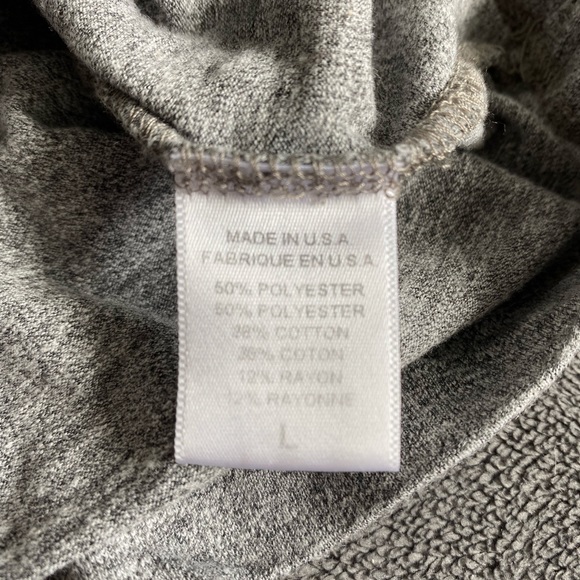 MADE IN U.S.A.
FABRIQUE EN U.S.A.
50% POLYESTER
50% POLYESTER
38% COTTON
38% COTON
12% RAYON
12% RAYONNE
L